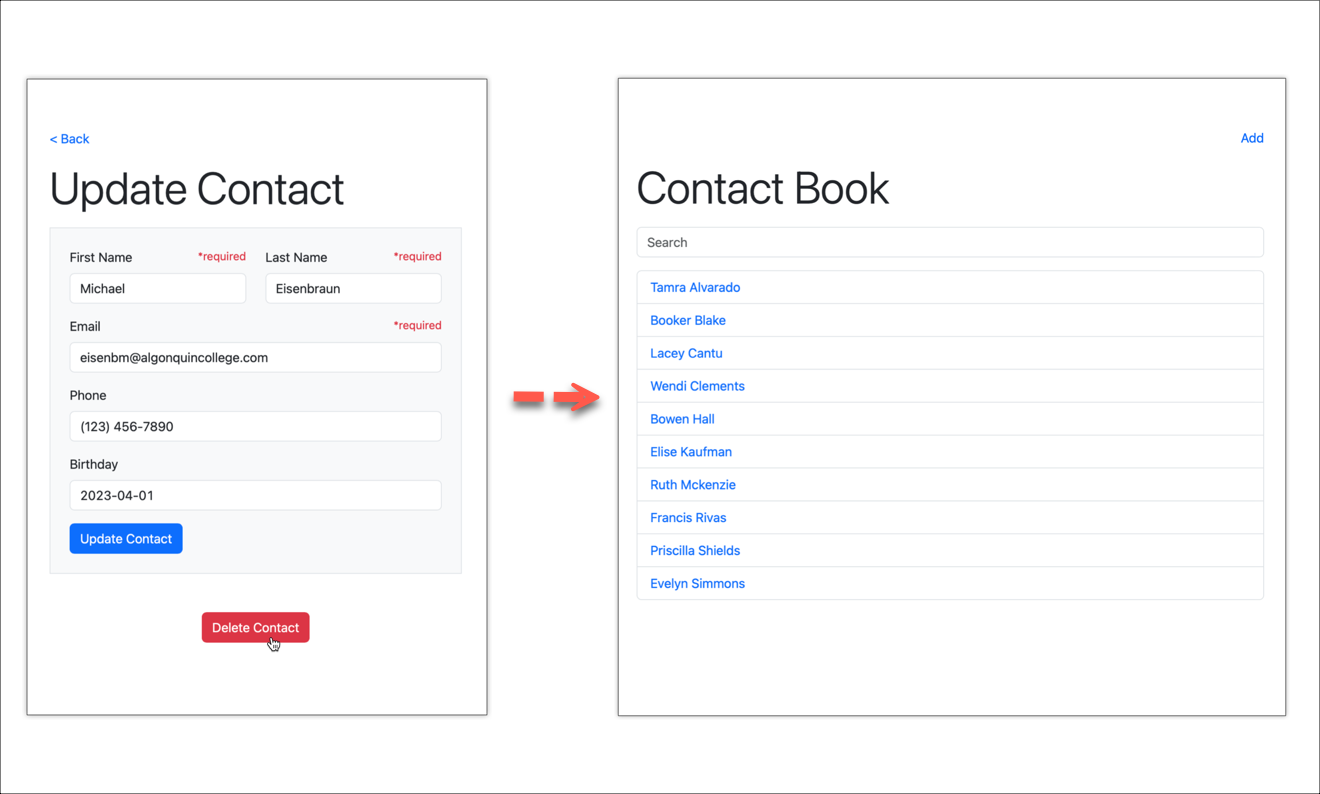 < Back
Update Contact
First Name *required Last Name *required
Michael Eisenbraun
Email *required
eisenbm@algonquincollege.com
Phone
(123) 456-7890
Birthday
2023-04-01
Update Contact
Delete Contact
Add
Contact Book
Search
Tamra Alvarado
Booker Blake
Lacey Cantu
Wendi Clements
Bowen Hall
Elise Kaufman
Ruth Mckenzie
Francis Rivas
Priscilla Shields
Evelyn Simmons